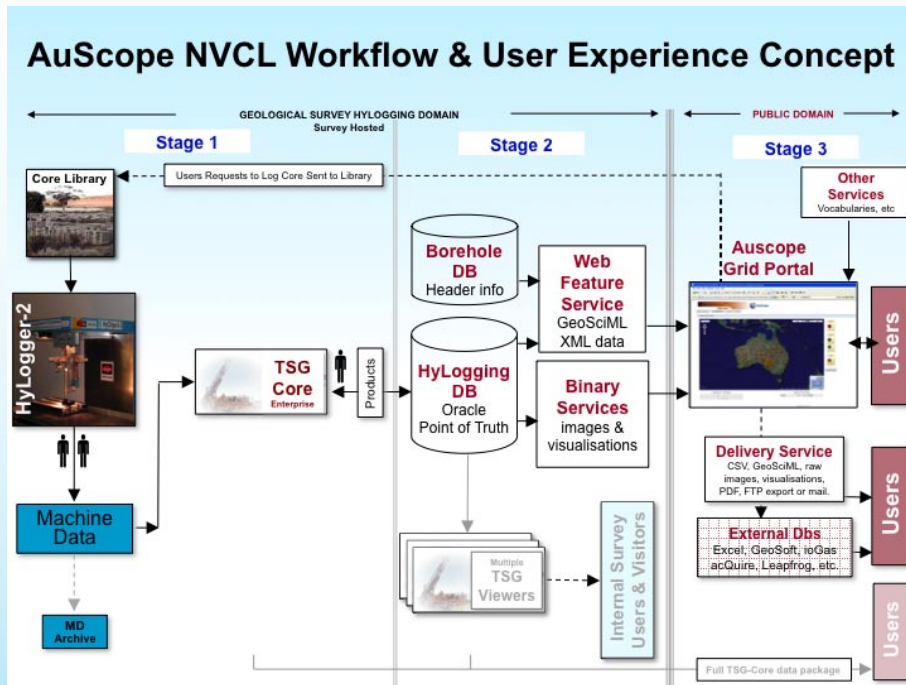 AuScope NVCL Workflow & User Experience Concept
GEOLOGICAL SURVEY HYLOGGING DOMAIN
Survey Hosted
PUBLIC DOMAIN
Stage 1
Stage 2
Stage 3
Core Library
Users Requests to Log Core Sent to Library
Other
Services
Vocabularies, etc
Borehole
DB
Header info
Web
Feature
Service
GeoSciML
XML data
Auscope
Grid Portal
Users
HyLogger-2
TSG
Core
Enterprise
Products
HyLogging
DB
Oracle
Point of Truth
Binary
Services
images &
visualisations
Delivery Service
CSV, GeoSciML, raw
images, visualisations,
PDF, FTP export or mail.
Users
Machine
Data
External Dbs
Excel, GeoSoft, ioGas
acQuire, Leapfrog, etc.
Multiple
TSG
Viewers
Internal Survey
Users & Visitors
MD
Archive
Users
Full TSG-Core data package